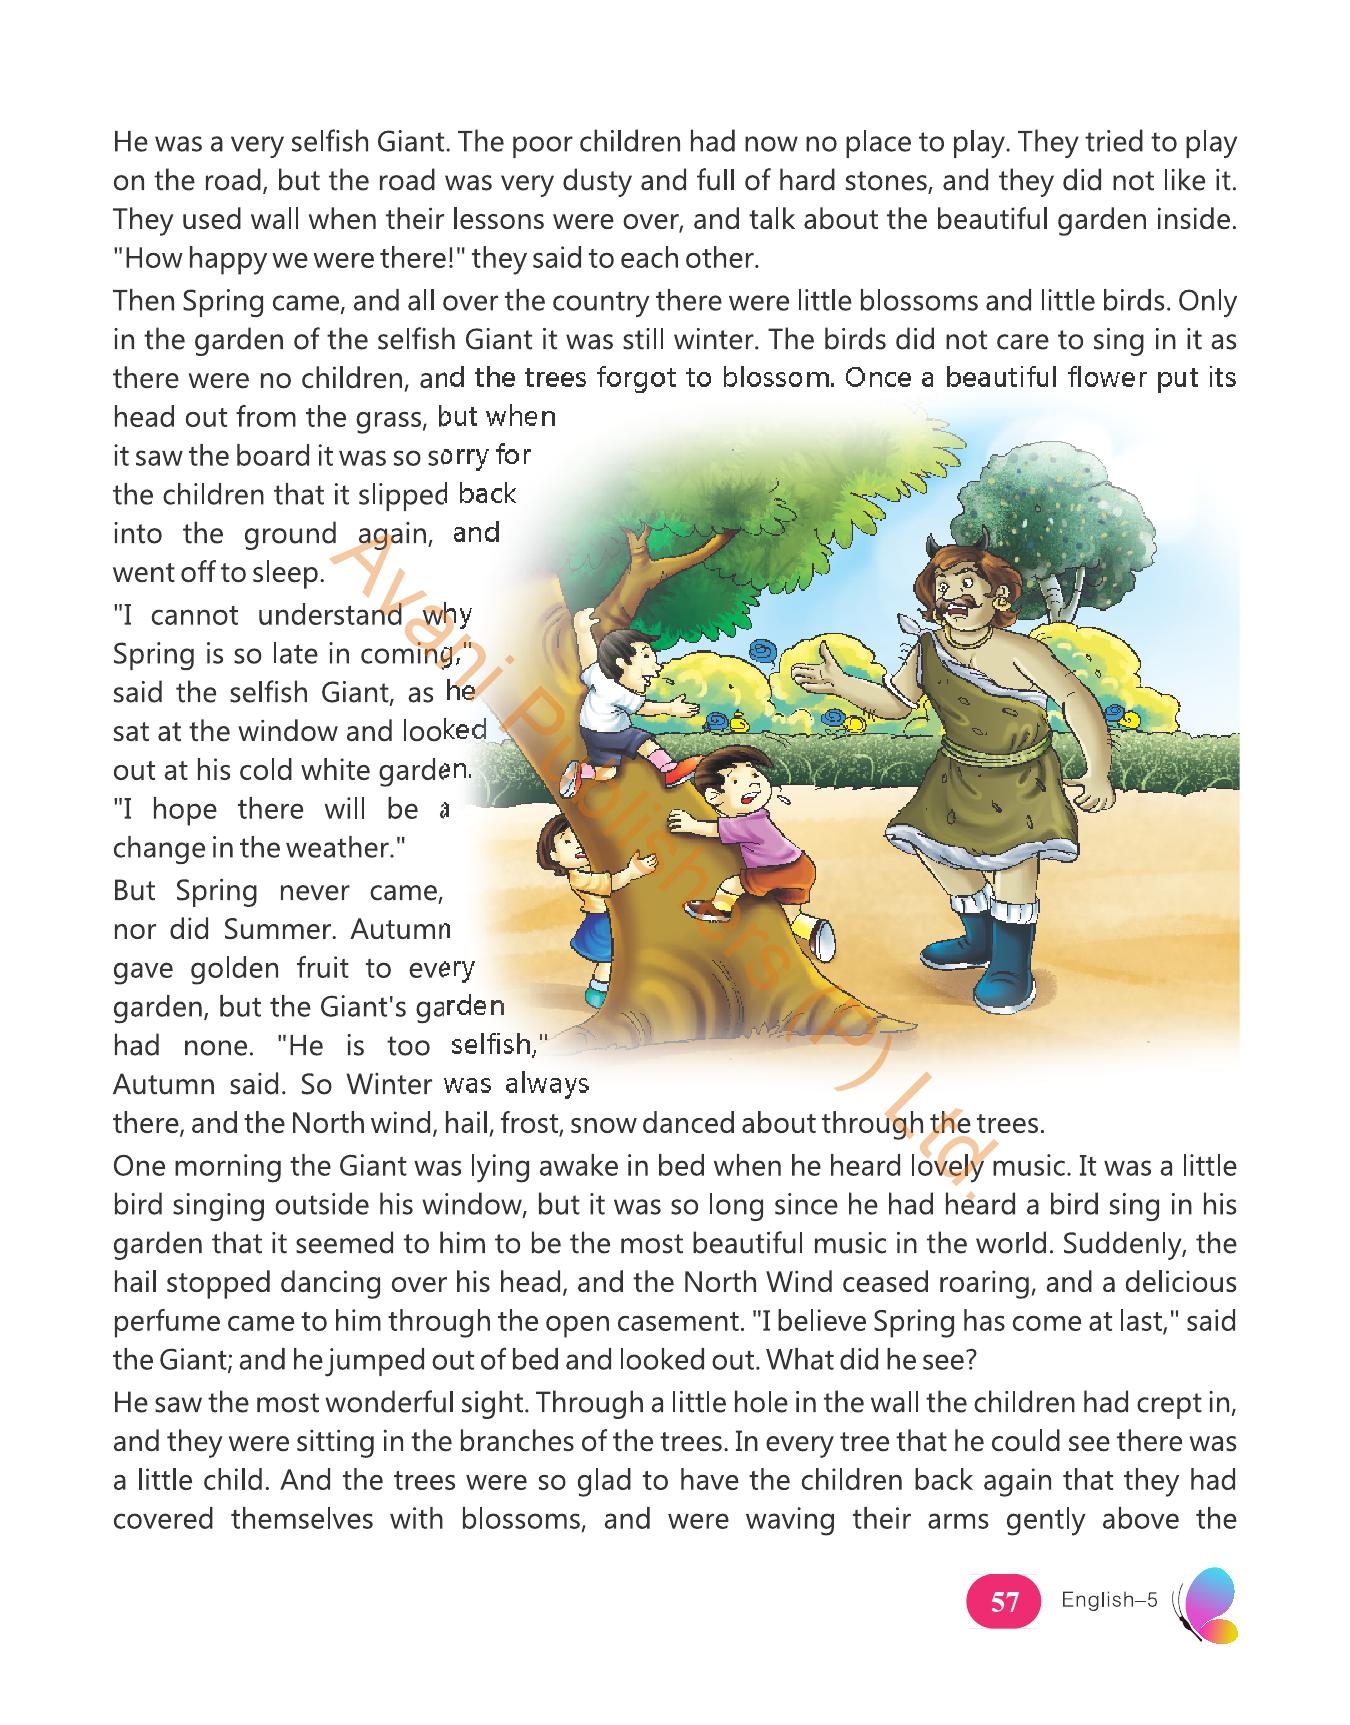 He was a very selfish Giant. The poor children had now no place to play. They tried to play
on the road, but the road was very dusty and full of hard stones, and they did not like it.
They used wall when their lessons were over, and talk about the beautiful garden inside.
"How happy we were there!" they said to each other.
Then Spring came, and all over the country there were little blossoms and little birds. Only
in the garden of the selfish Giant it was still winter. The birds did not care to sing in it as
there were no children, and the trees forgot to blossom. Once a beautiful flower put its
head out from the grass, but when
it saw the board it was so sorry for
the children that it slipped back
into the ground again, and
went off to sleep.
"I cannot understand why
Spring is so late in coming,"
said the selfish Giant, as he
sat at the window and looked
out at his cold white garden.
"I hope there will be a
change in the weather."
But Spring never came,
nor did Summer. Autumn
gave golden fruit to every
garden, but the Giant's garden
had none. "He is too selfish,"
Autumn said. So Winter was always
there, and the North wind, hail, frost, snow danced about through the trees.
One morning the Giant was lying awake in bed when he heard lovely music. It was a little
bird singing outside his window, but it was so long since he had heard a bird sing in his
garden that it seemed to him to be the most beautiful music in the world. Suddenly, the
hail stopped dancing over his head, and the North Wind ceased roaring, and a delicious
perfume came to him through the open casement. "I believe Spring has come at last," said
the Giant; and he jumped out of bed and looked out. What did he see?
He saw the most wonderful sight. Through a little hole in the wall the children had crept in,
and they were sitting in the branches of the trees. In every tree that he could see there was
a little child. And the trees were so glad to have the children back again that they had
covered themselves with blossoms, and were waving their arms gently above the
Avani Publishers (P) Ltd.
57 English–5